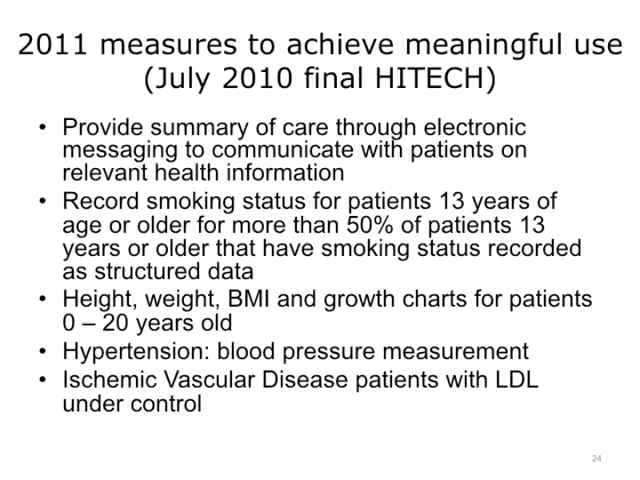 2011 measures to achieve meaningful use
(July 2010 final HITECH)
• Provide summary of care through electronic
messaging to communicate with patients on
relevant health information
• Record smoking status for patients 13 years of
age or older for more than 50% of patients 13
years or older that have smoking status recorded
as structured data
• Height, weight, BMI and growth charts for patients
0 – 20 years old
• Hypertension: blood pressure measurement
• Ischemic Vascular Disease patients with LDL
under control
24